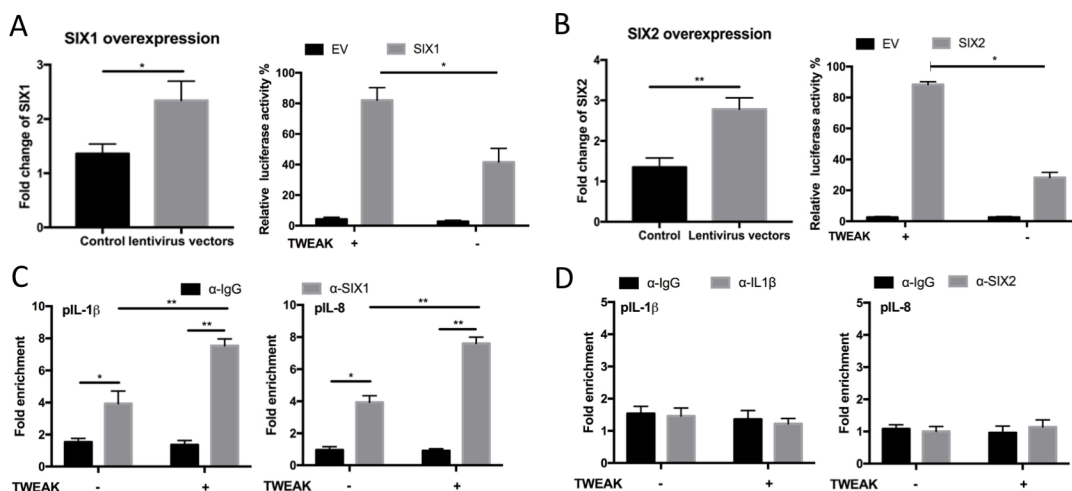 A
SIX1 overexpression
Fold change of SIX1
3
2
1
0
*
Control lentivirus vectors
EV SIX1
Relative luciferase activity %
100
80
60
40
20
0
*
TWEAK + -
B
SIX2 overexpression
Fold change of SIX2
4
3
2
1
0
**
Control Lentivirus vectors
EV SIX2
Relative luciferase activity %
100
80
60
40
20
0
*
TWEAK + -
C
α-IgG α-SIX1
pIL-1β
Fold enrichment
10
8
6
4
2
0
**
**
*
TWEAK - +
pIL-8
Fold enrichment
10
8
6
4
2
0
**
**
*
- +
D
α-IgG α-IL1β
pIL-1β
Fold enrichment
5
4
3
2
1
0
TWEAK - +
α-IgG α-SIX2
pIL-8
Fold enrichment
5
4
3
2
1
0
TWEAK - +